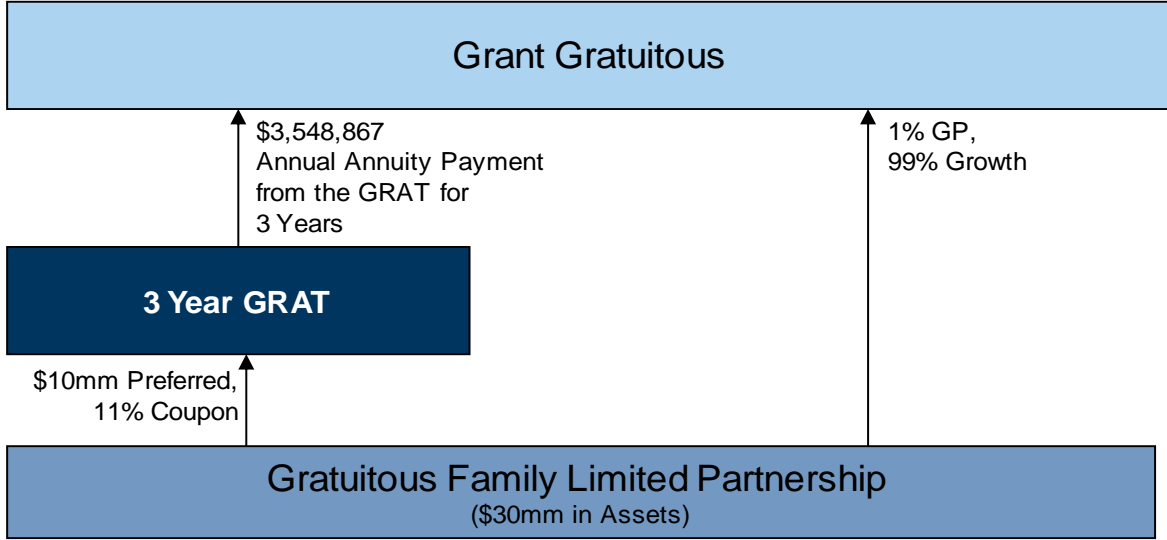 Grant Gratuitous
$3,548,867
Annual Annuity Payment
from the GRAT for
3 Years
1% GP,
99% Growth
3 Year GRAT
$10mm Preferred,
11% Coupon
Gratuitous Family Limited Partnership
($30mm in Assets)